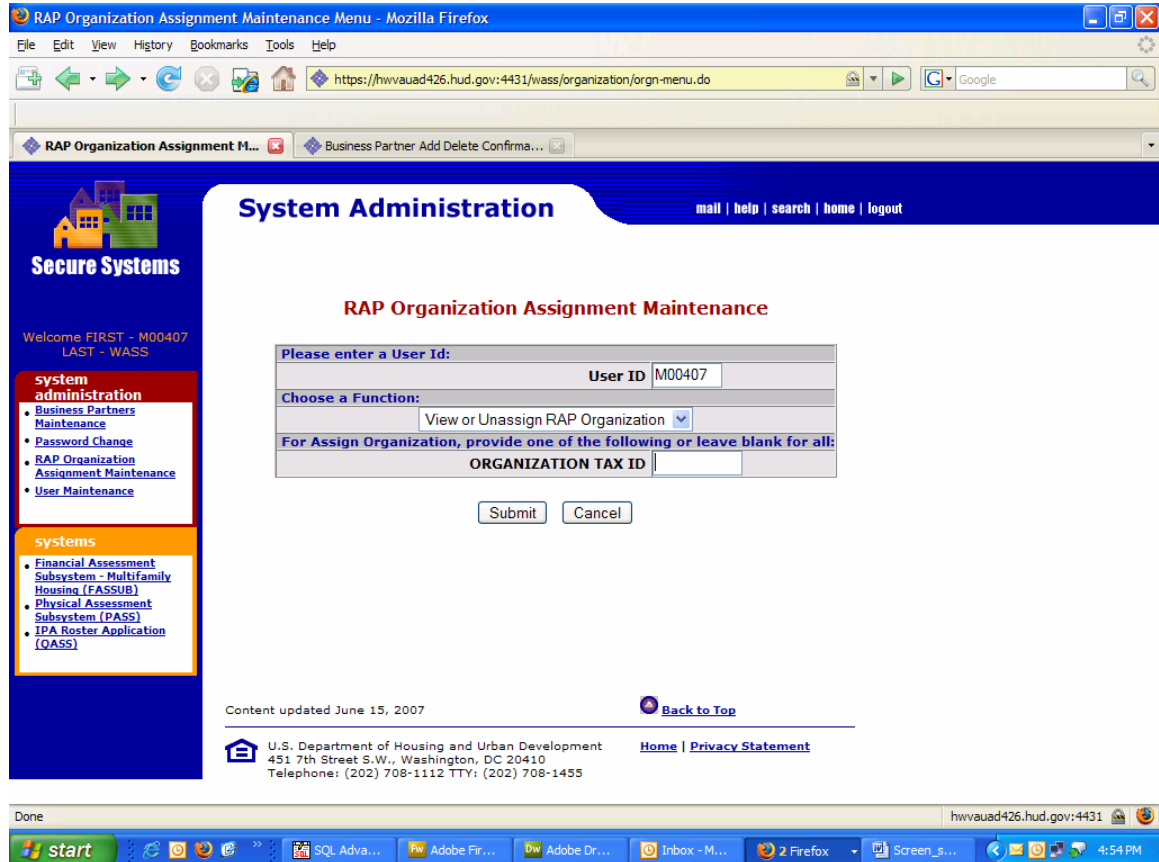 RAP Organization Assignment Maintenance Menu - Mozilla Firefox
File Edit View History Bookmarks Tools Help
https://hwvauad426.hud.gov:4431/wass/organization/orgn-menu.do
G Google
RAP Organization Assignment M...
Business Partner Add Delete Confirma...
System Administration
mail | help | search | home | logout
Secure Systems
Welcome FIRST - M00407
LAST - WASS
system
administration
Business Partners
Maintenance
Password Change
RAP Organization
Assignment Maintenance
User Maintenance
systems
Financial Assessment
Subsystem - Multifamily
Housing (FASSUB)
Physical Assessment
Subsystem (PASS)
IPA Roster Application
(QASS)
RAP Organization Assignment Maintenance
Please enter a User Id:
User ID M00407
Choose a Function:
View or Unassign RAP Organization
For Assign Organization, provide one of the following or leave blank for all:
ORGANIZATION TAX ID
Submit Cancel
Content updated June 15, 2007
Back to Top
U.S. Department of Housing and Urban Development
451 7th Street S.W., Washington, DC 20410
Telephone: (202) 708-1112 TTY: (202) 708-1455
Home | Privacy Statement
Done
hwvauad426.hud.gov:4431
start
SQL Adva...
Fw Adobe Fir...
Dw Adobe Dr...
Inbox - M...
2 Firefox
Screen_s...
4:54 PM